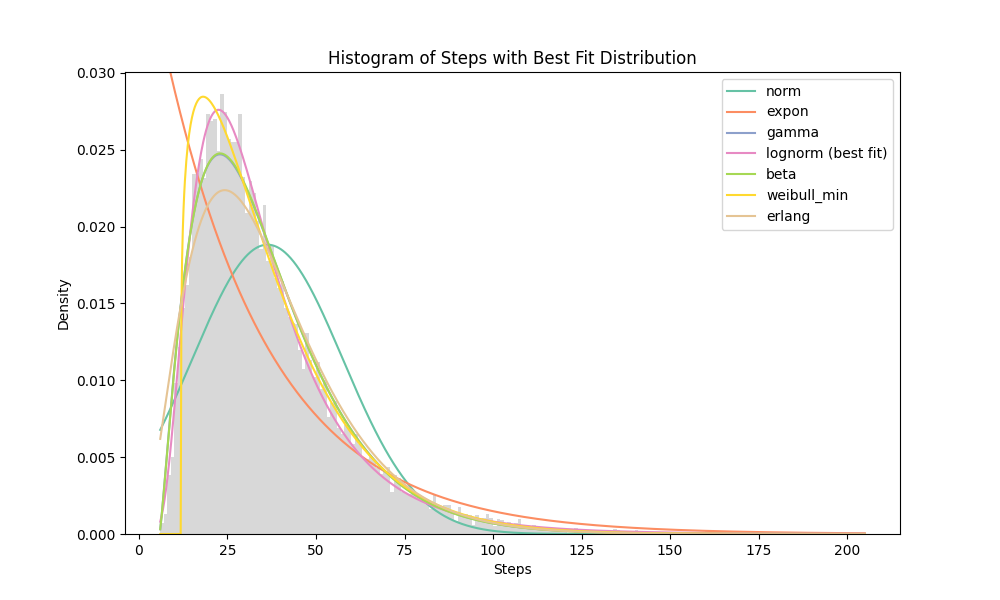 Histogram of Steps with Best Fit Distribution
0.030
0.025
0.020
0.015
0.010
0.005
0.000
Density
0 25 50 75 100 125 150 175 200
Steps
norm
expon
gamma
lognorm (best fit)
beta
weibull_min
erlang